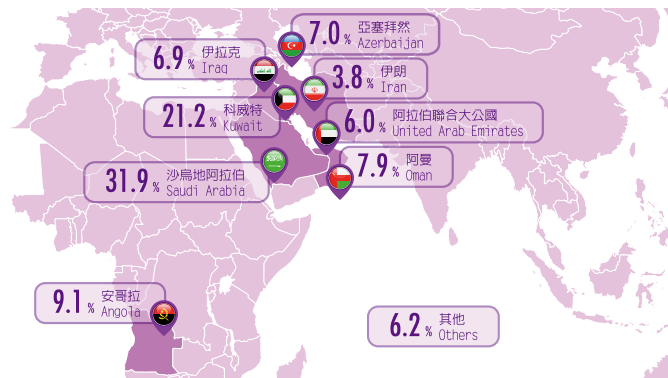 7.0 % 亞塞拜然
Azerbaijan
6.9 % 伊拉克
Iraq
3.8 % 伊朗
Iran
21.2 % 科威特
Kuwait
6.0 % 阿拉伯聯合大公國
United Arab Emirates
31.9 % 沙烏地阿拉伯
Saudi Arabia
7.9 % 阿曼
Oman
9.1 % 安哥拉
Angola
6.2 % 其他
Others